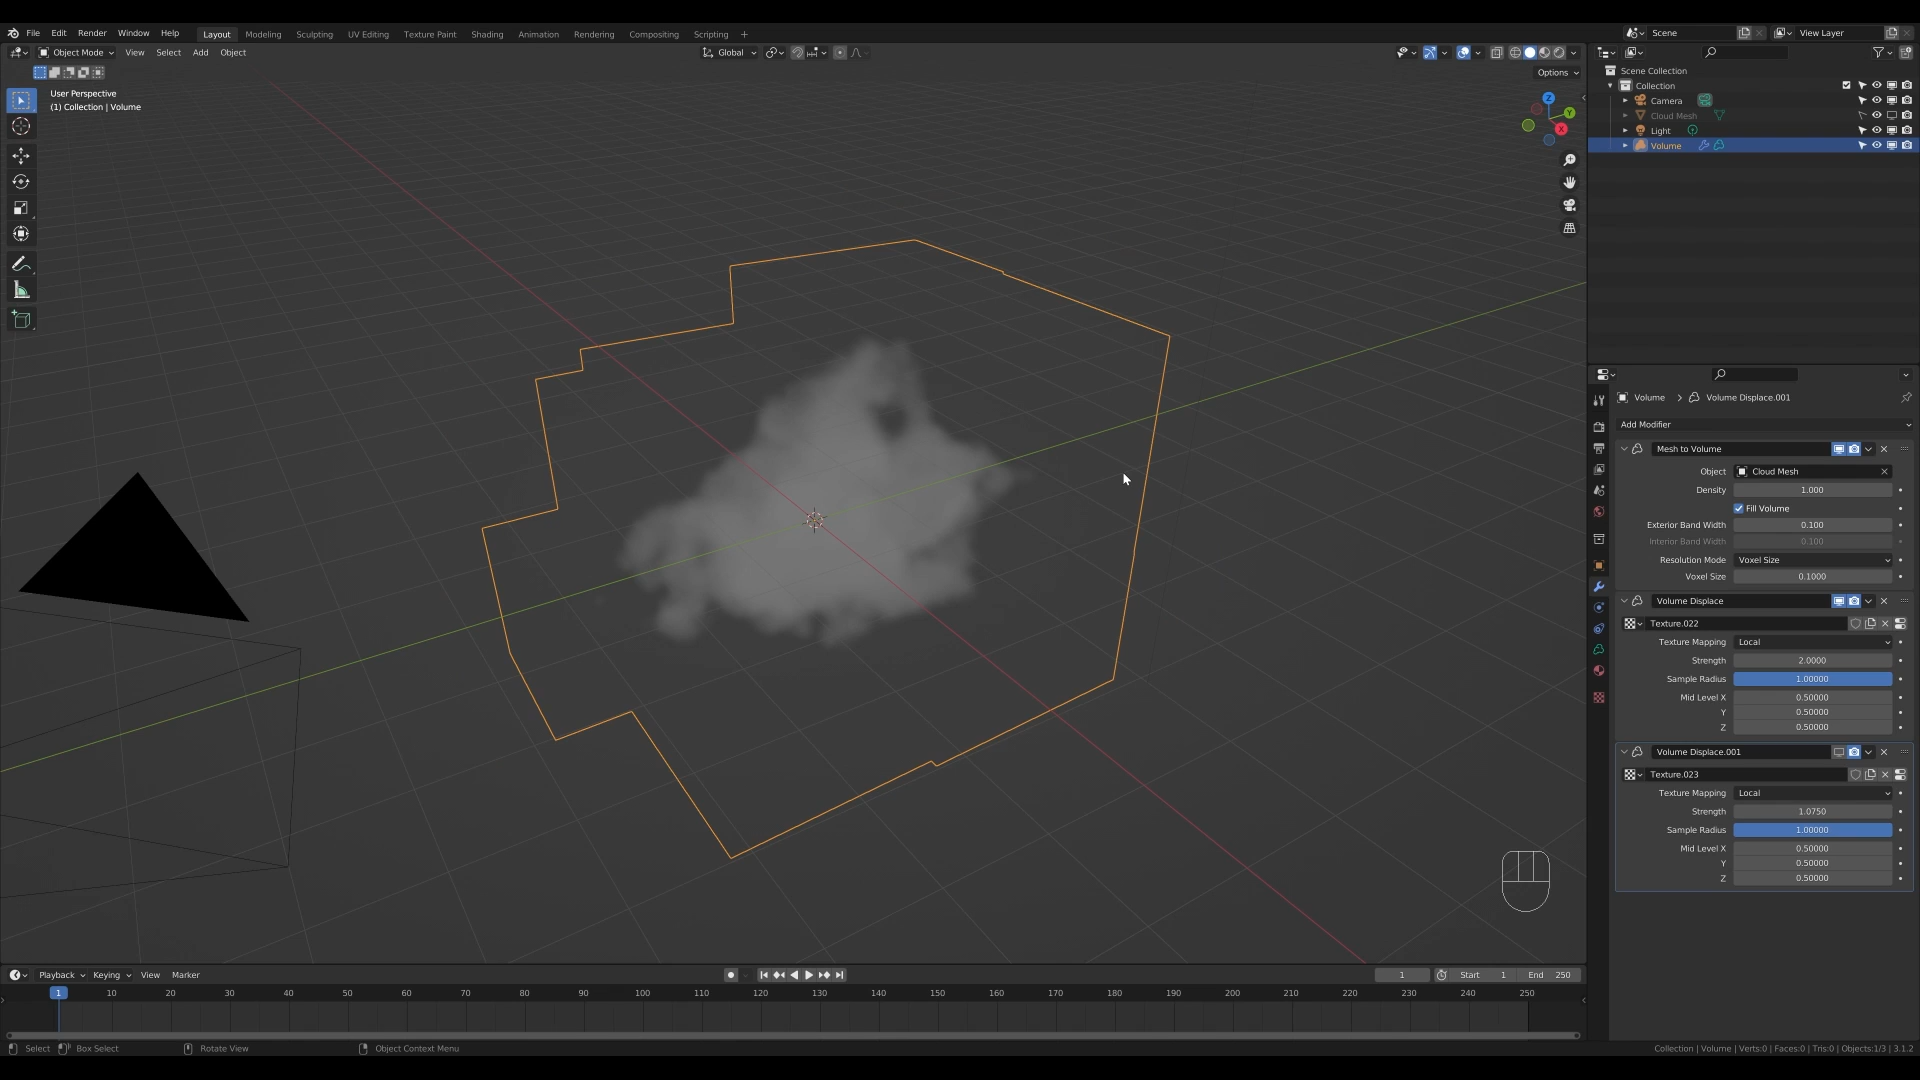 File Edit Render Window Help Layout Modeling Sculpting UV Editing Texture Paint Shading Animation Rendering Compositing Scripting + Scene View Layer
Object Mode View Select Add Object Global
Options
User Perspective
(1) Collection | Volume
Z
Y
X
Scene Collection
Collection
Camera
Cloud Mesh
Light
Volume
Volume > Volume Displace.001
Add Modifier
Mesh to Volume
Object Cloud Mesh
Density 1.000
Fill Volume
Exterior Band Width 0.100
Interior Band Width 0.100
Resolution Mode Voxel Size
Voxel Size 0.1000
Volume Displace
Texture.022
Texture Mapping Local
Strength 2.0000
Sample Radius 1.00000
Mid Level X 0.50000
Y 0.50000
Z 0.50000
Volume Displace.001
Texture.023
Texture Mapping Local
Strength 1.0750
Sample Radius 1.00000
Mid Level X 0.50000
Y 0.50000
Z 0.50000
Playback Keying View Marker 1 Start 1 End 250
1 10 20 30 40 50 60 70 80 90 100 110 120 130 140 150 160 170 180 190 200 210 220 230 240 250
Select Box Select Rotate View Object Context Menu Collection | Volume | Verts:0 | Faces:0 | Tris:0 | Objects:1/3 | 3.1.2